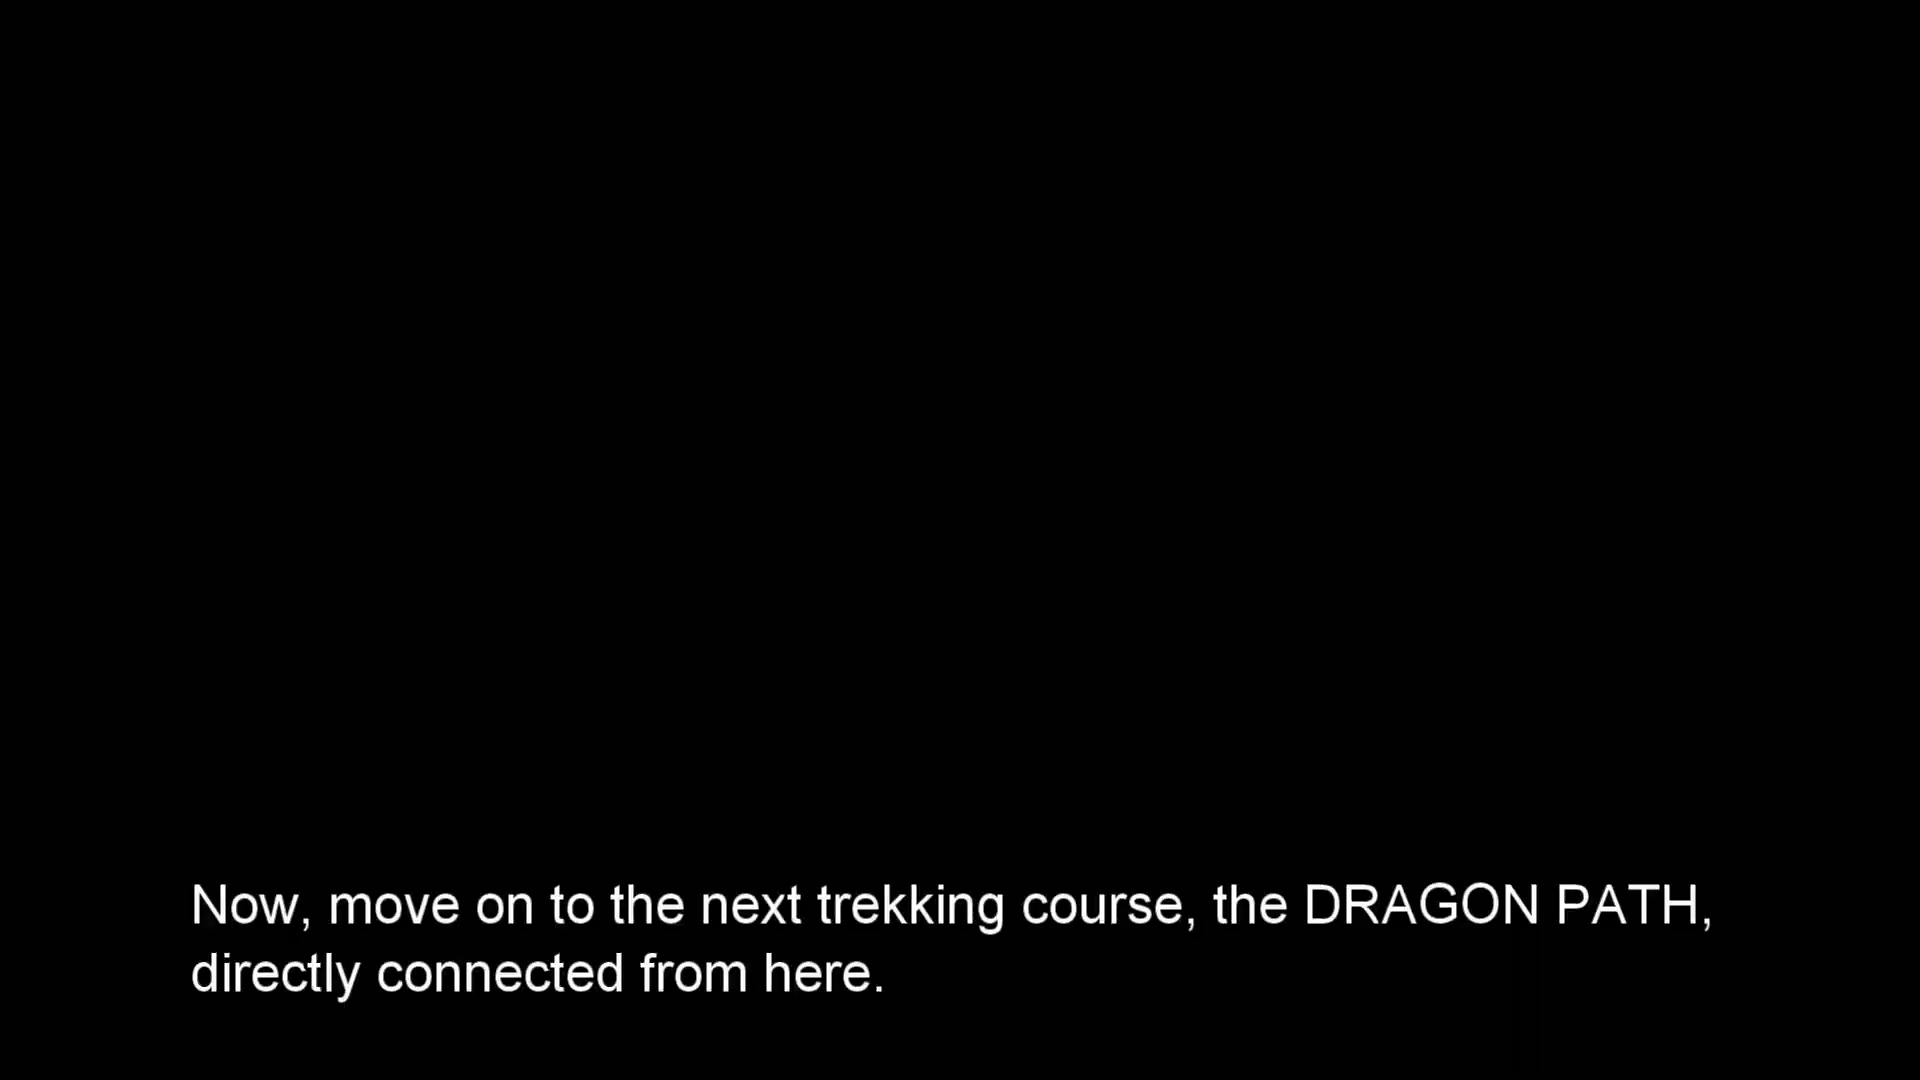 Now, move on to the next trekking course, the DRAGON PATH,
directly connected from here.